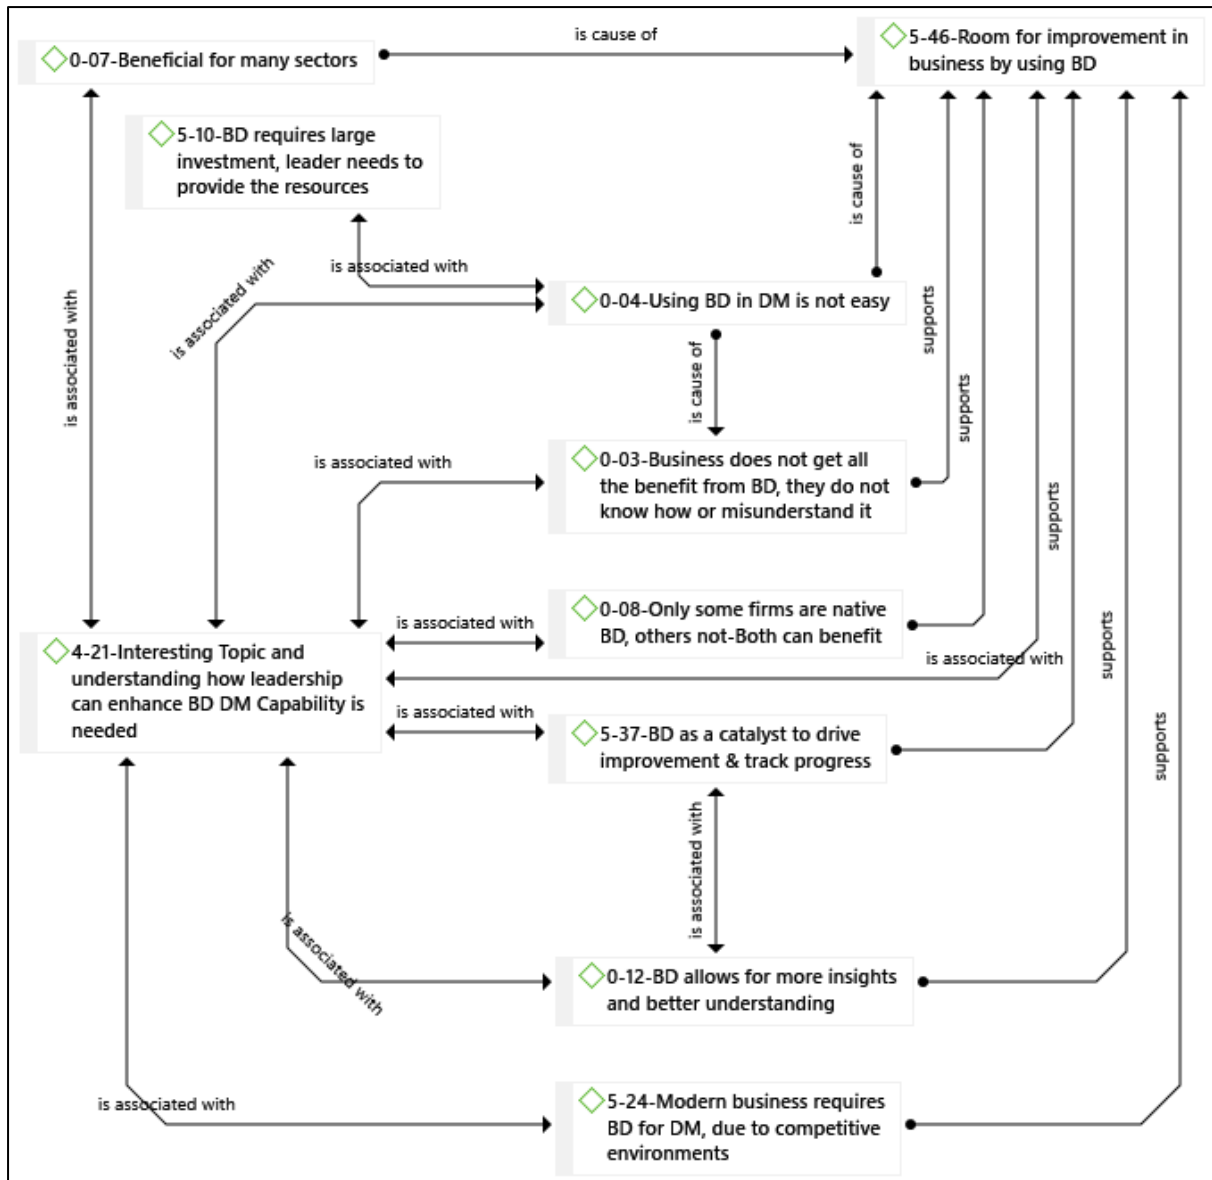 is cause of
0-07-Beneficial for many sectors
5-46-Room for improvement in
business by using BD
5-10-BD requires large
investment, leader needs to
provide the resources
is cause of
is associated with
is associated with
is associated with
0-04-Using BD in DM is not easy
supports
is cause of
supports
is associated with
0-03-Business does not get all
the benefit from BD, they do not
know how or misunderstand it
supports
0-08-Only some firms are native
BD, others not-Both can benefit
is associated with
4-21-Interesting Topic and
understanding how leadership
can enhance BD DM Capability is
needed
is associated with
supports
is associated with
5-37-BD as a catalyst to drive
improvement & track progress
supports
is associated with
is associated with
0-12-BD allows for more insights
and better understanding
is associated with
5-24-Modern business requires
BD for DM, due to competitive
environments